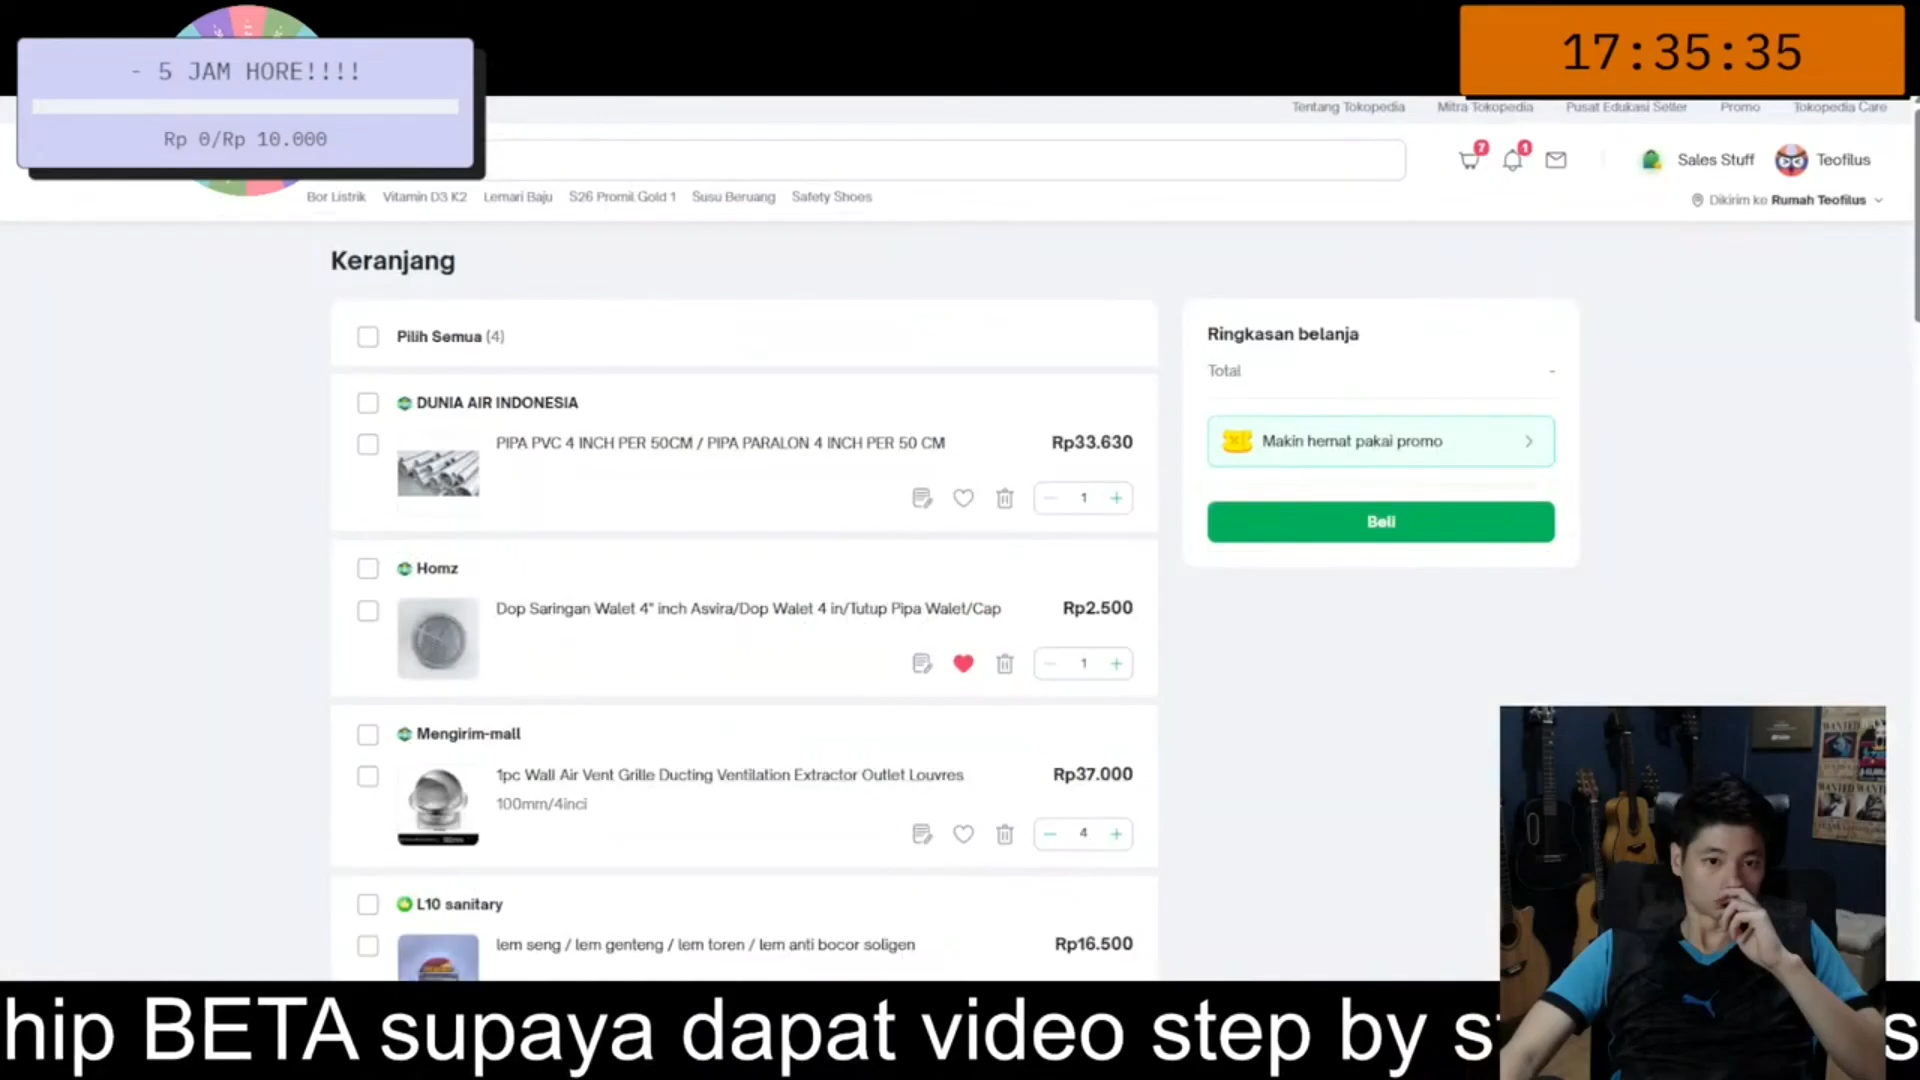 - 5 JAM HORE!!!!
Rp 0/Rp 10.000
17:35:35
Tentang Tokopedia Mitra Tokopedia Pusat Edukasi Seller Promo Tokopedia Care
7
1
Sales Stuff
Teofilus
Bor Listrik Vitamin D3 K2 Lemari Baju S26 Promil Gold 1 Susu Beruang Safety Shoes
Dikirim ke Rumah Teofilus
Keranjang
Pilih Semua (4)
DUNIA AIR INDONESIA
PIPA PVC 4 INCH PER 50CM / PIPA PARALON 4 INCH PER 50 CM
Rp33.630
1
Homz
Dop Saringan Walet 4" inch Asvira/Dop Walet 4 in/Tutup Pipa Walet/Cap
Rp2.500
1
Mengirim-mall
1pc Wall Air Vent Grille Ducting Ventilation Extractor Outlet Louvres
Rp37.000
100mm/4inci
4
L10 sanitary
lem seng / lem genteng / lem toren / lem anti bocor soligen
Rp16.500
Ringkasan belanja
Total -
Makin hemat pakai promo
Beli
WANTED
WANTED
hip BETA supaya dapat video step by s
s